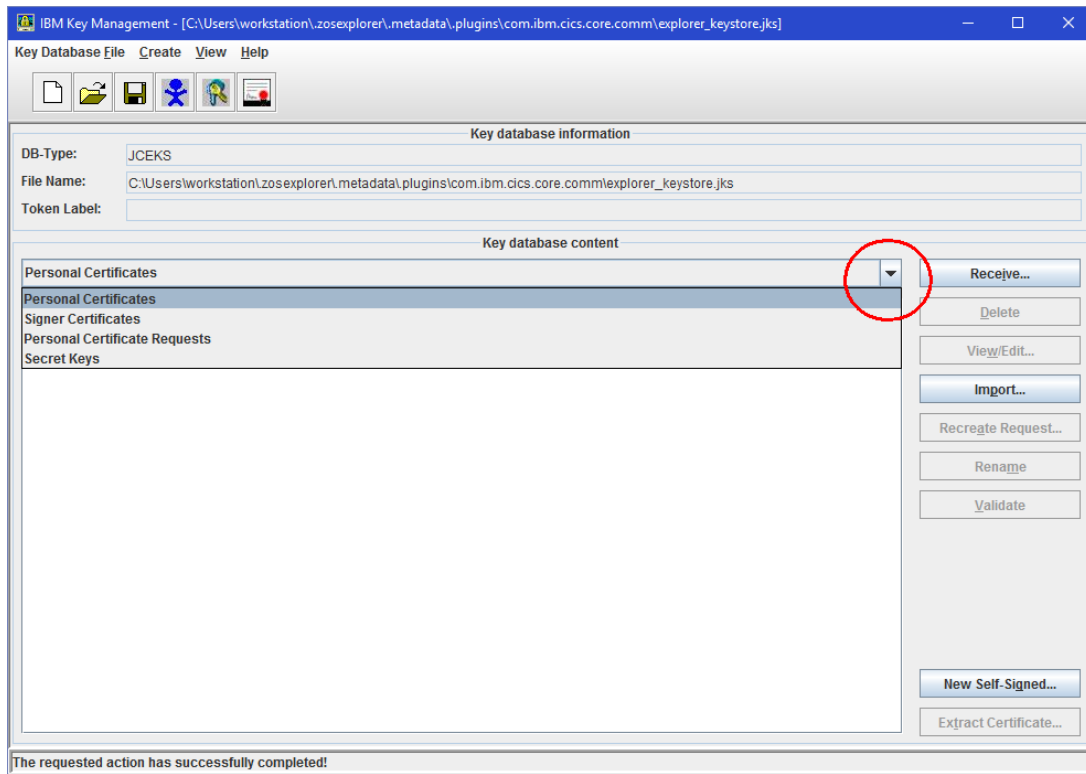 IBM Key Management - [C:\Users\workstation\.zosexplorer\.metadata\.plugins\com.ibm.cics.core.comm\explorer_keystore.jks]
Key Database File Create View Help
Key database information
DB-Type: JCEKS
File Name: C:\Users\workstation\.zosexplorer\.metadata\.plugins\com.ibm.cics.core.comm\explorer_keystore.jks
Token Label:
Key database content
Personal Certificates
Receive...
Personal Certificates
Signer Certificates
Delete
Personal Certificate Requests
Secret Keys
View/Edit...
Import...
Recreate Request...
Rename
Validate
New Self-Signed...
Extract Certificate...
The requested action has successfully completed!